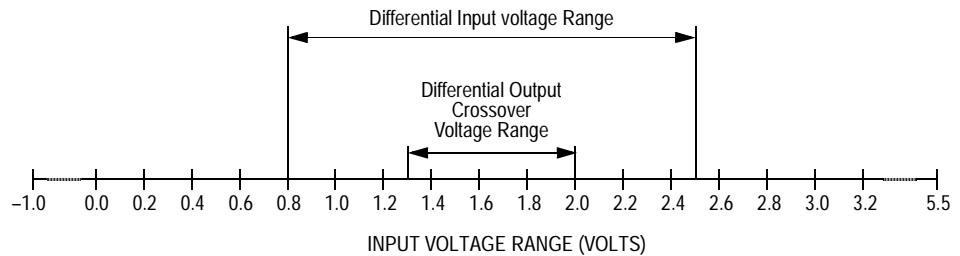 Differential Input voltage Range
Differential Output
Crossover
Voltage Range
–1.0 0.0 0.2 0.4 0.6 0.8 1.0 1.2 1.4 1.6 1.8 2.0 2.2 2.4 2.6 2.8 3.0 3.2 5.5
INPUT VOLTAGE RANGE (VOLTS)